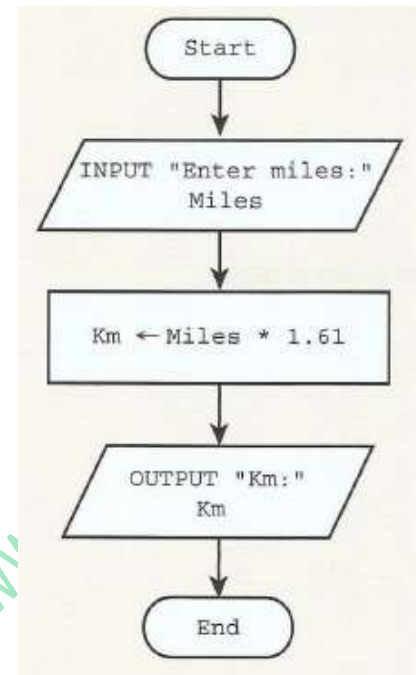 Start
INPUT "Enter miles:"
Miles
Km ← Miles * 1.61
OUTPUT "Km:"
Km
End